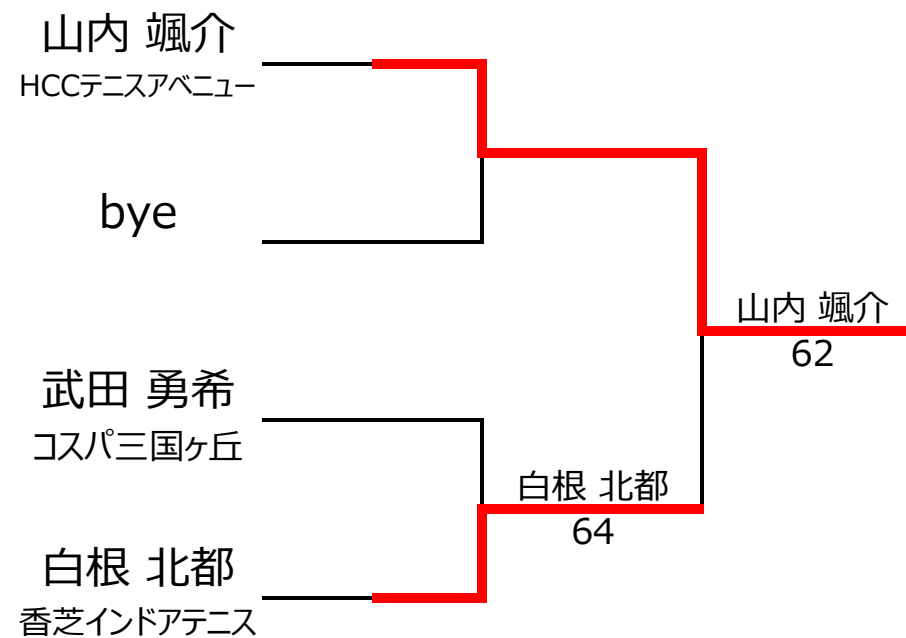 山内 颯介
HCCテニスアベニュー
bye
山内 颯介
62
武田 勇希
コスパ三国ヶ丘
白根 北都
64
白根 北都
香芝インドアテニス